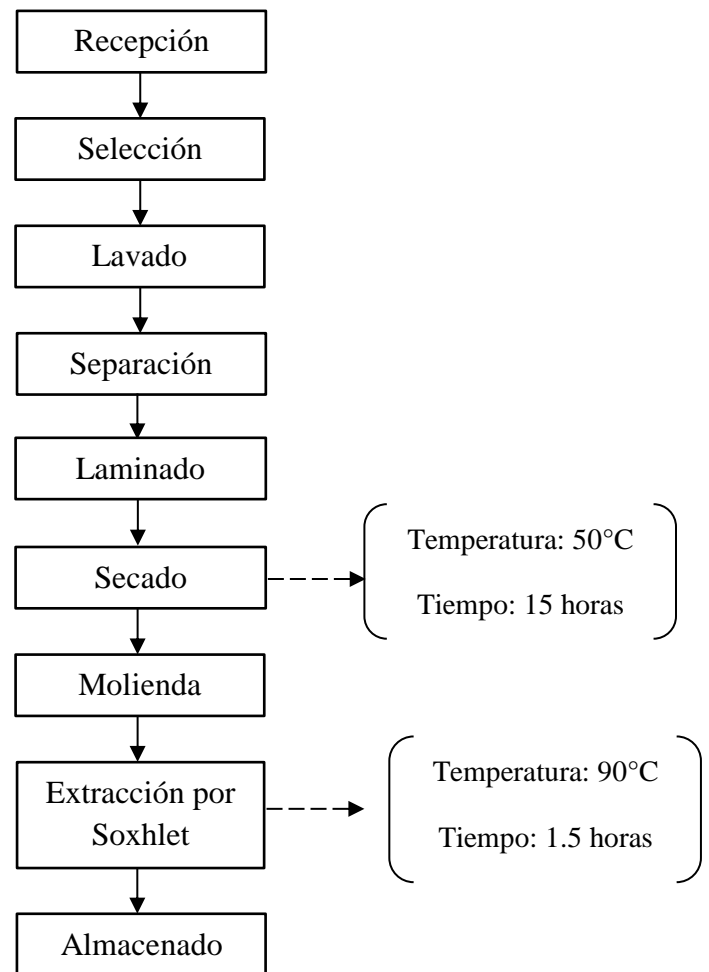 Recepción
Selección
Lavado
Separación
Laminado
Secado
Temperatura: 50°C
Tiempo: 15 horas
Molienda
Extracción por
Soxhlet
Temperatura: 90°C
Tiempo: 1.5 horas
Almacenado